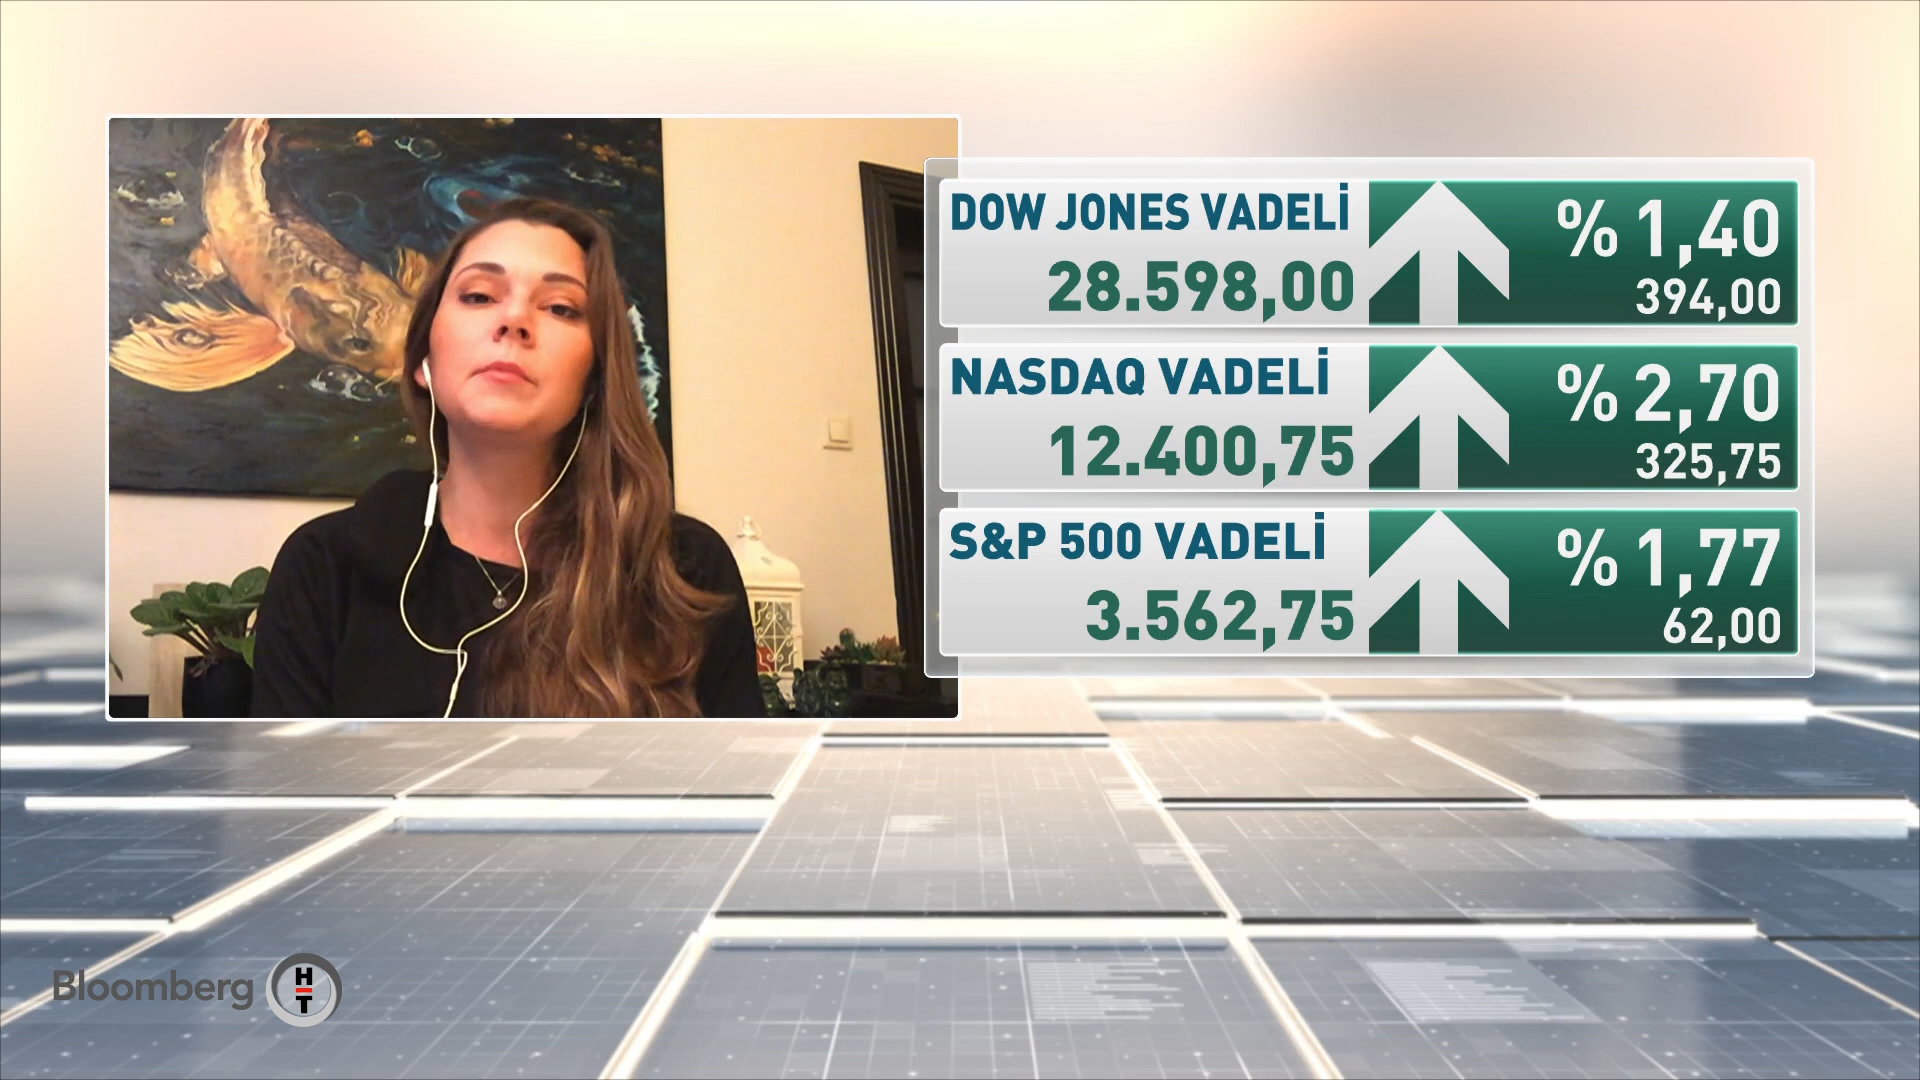 DOW JONES VADELİ
28.598,00
% 1,40
394,00
NASDAQ VADELİ
12.400,75
% 2,70
325,75
S&P 500 VADELİ
3.562,75
% 1,77
62,00
Bloomberg HT